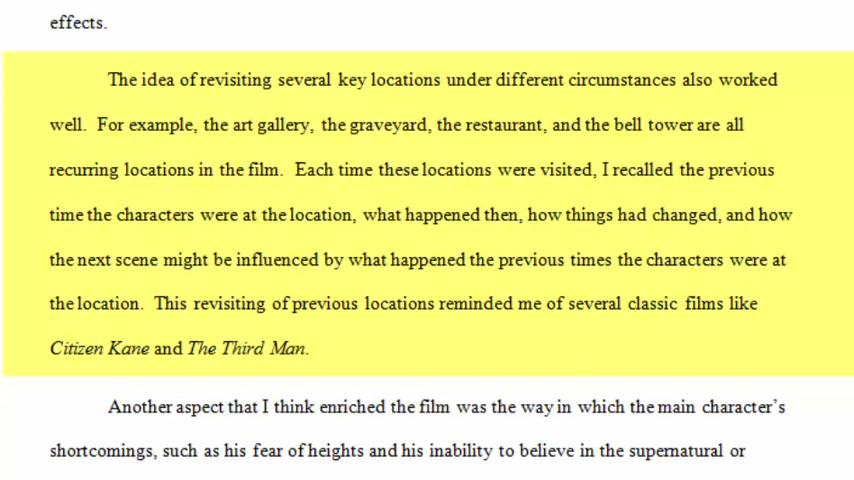 effects.
The idea of revisiting several key locations under different circumstances also worked
well.  For example, the art gallery, the graveyard, the restaurant, and the bell tower are all
recurring locations in the film.  Each time these locations were visited, I recalled the previous
time the characters were at the location, what happened then, how things had changed, and how
the next scene might be influenced by what happened the previous times the characters were at
the location.  This revisiting of previous locations reminded me of several classic films like
Citizen Kane and The Third Man.
Another aspect that I think enriched the film was the way in which the main character’s
shortcomings, such as his fear of heights and his inability to believe in the supernatural or